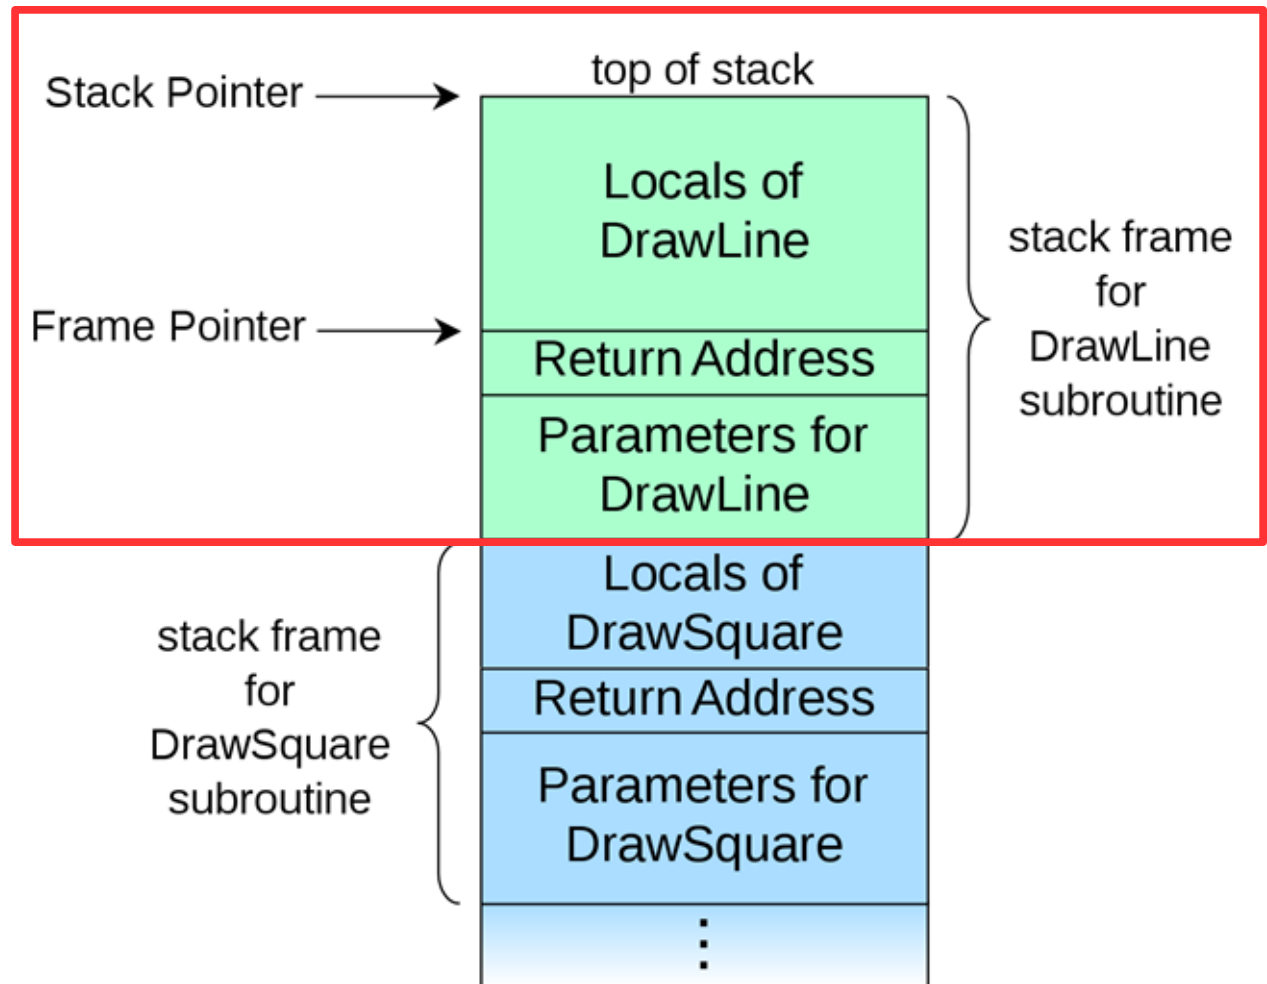 top of stack
Stack Pointer
Locals of
DrawLine
Frame Pointer
Return Address
Parameters for
DrawLine
stack frame
for
DrawLine
subroutine
Locals of
DrawSquare
Return Address
Parameters for
DrawSquare
stack frame
for
DrawSquare
subroutine
⋮